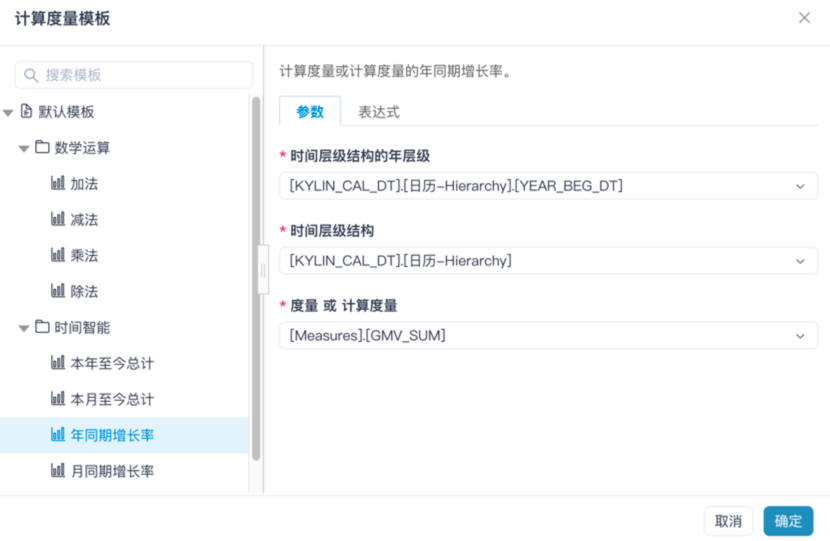 计算度量模板
搜索模板
默认模板
数学运算
加法
减法
乘法
除法
时间智能
本年至今总计
本月至今总计
年同期增长率
月同期增长率
计算度量或计算度量的年同期增长率。
参数 表达式
* 时间层级结构的年层级
[KYLIN_CAL_DT].[日历-Hierarchy].[YEAR_BEG_DT]
* 时间层级结构
[KYLIN_CAL_DT].[日历-Hierarchy]
* 度量 或 计算度量
[Measures].[GMV_SUM]
取消 确定